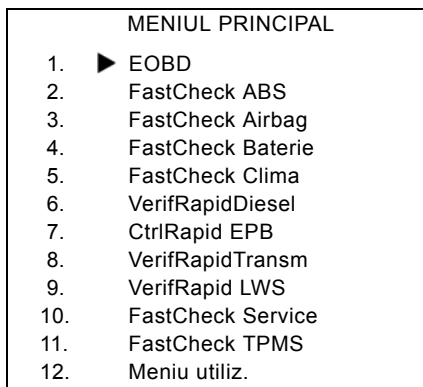 MENIUL PRINCIPAL
1. ▶ EOBD
2. FastCheck ABS
3. FastCheck Airbag
4. FastCheck Baterie
5. FastCheck Clima
6. VerifRapidDiesel
7. CtrlRapid EPB
8. VerifRapidTransm
9. VerifRapid LWS
10. FastCheck Service
11. FastCheck TPMS
12. Meniu utiliz.